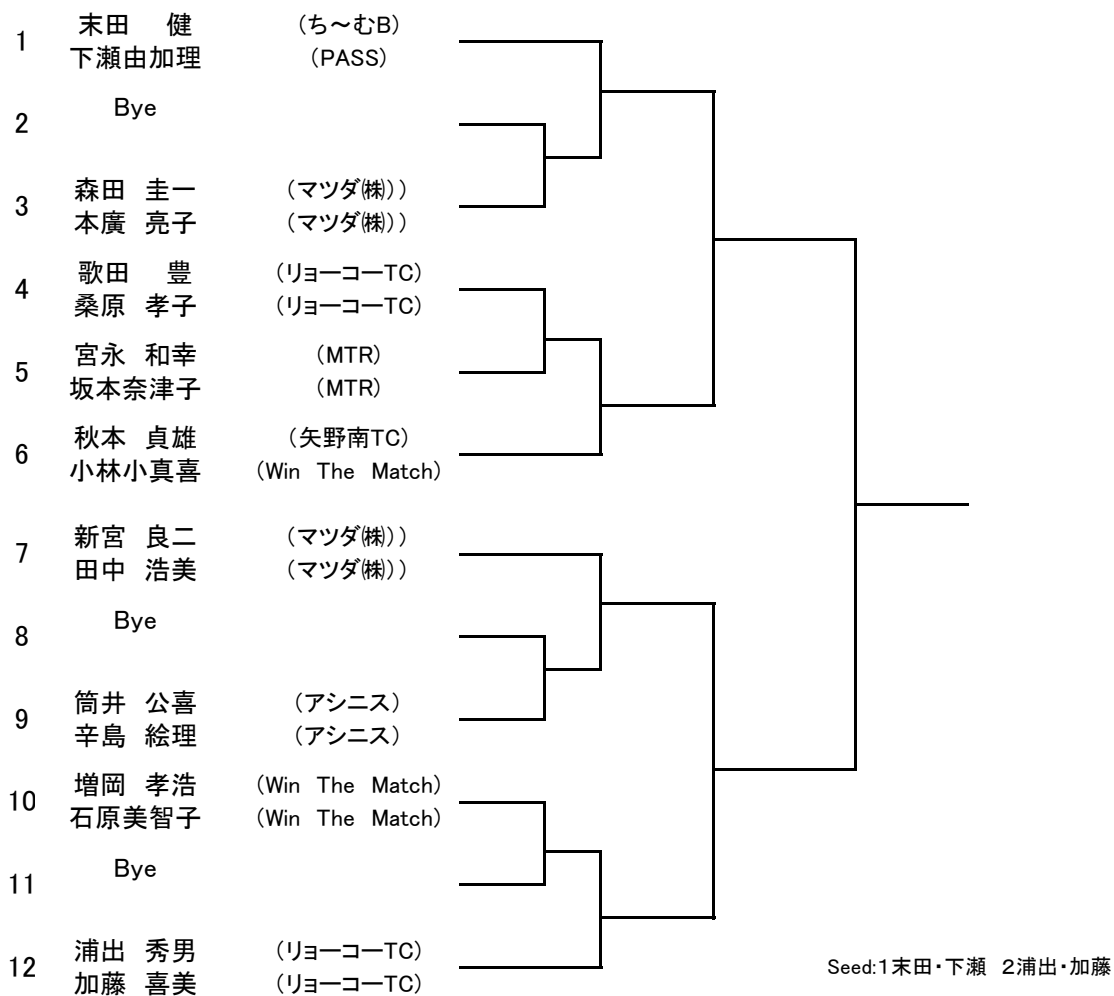 1 末田 健 (ち～むB)
下瀬由加理 (PASS)
2 Bye
3 森田 圭一 (マツダ㈱))
本廣 亮子 (マツダ㈱))
4 歌田 豊 (リョーコーTC)
桑原 孝子 (リョーコーTC)
5 宮永 和幸 (MTR)
坂本奈津子 (MTR)
6 秋本 貞雄 (矢野南TC)
小林小真喜 (Win The Match)
7 新宮 良二 (マツダ㈱))
田中 浩美 (マツダ㈱))
8 Bye
9 筒井 公喜 (アシニス)
辛島 絵理 (アシニス)
10 増岡 孝浩 (Win The Match)
石原美智子 (Win The Match)
11 Bye
12 浦出 秀男 (リョーコーTC)
加藤 喜美 (リョーコーTC)
Seed:1末田・下瀬 2浦出・加藤